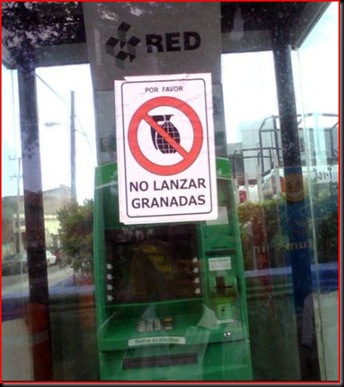 RED
POR FAVOR
NO LANZAR
GRANADAS